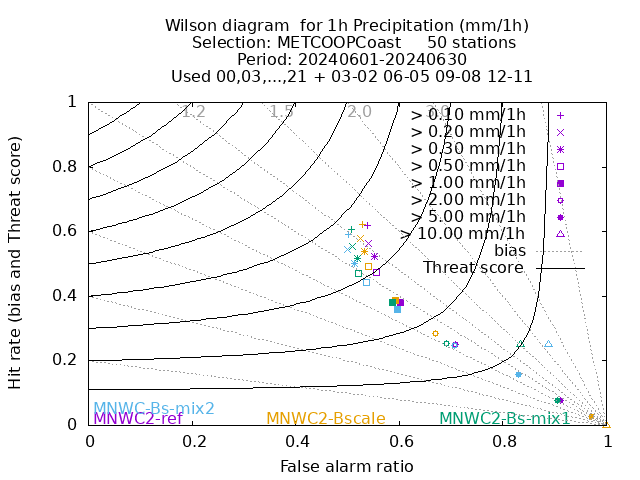 Wilson diagram  for 1h Precipitation (mm/1h)
Selection: METCOOPCoast     50 stations
Period: 20240601-20240630
Used 00,03,...,21 + 03-02 06-05 09-08 12-11
Hit rate (bias and Threat score)
1
0.8
0.6
0.4
0.2
0
1.2
1.5
2.0
3.0
> 0.10 mm/1h
> 0.20 mm/1h
> 0.30 mm/1h
> 0.50 mm/1h
> 1.00 mm/1h
> 2.00 mm/1h
> 5.00 mm/1h
> 10.00 mm/1h
bias
Threat score
MNWC-Bs-mix2
MNWC2-ref
MNWC2-Bscale
MNWC2-Bs-mix1
0
0.2
0.4
0.6
0.8
1
False alarm ratio